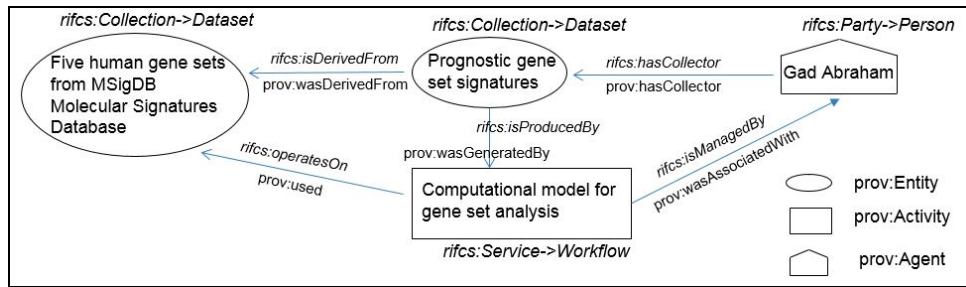 rifcs:Collection->Dataset
rifcs:Collection->Dataset
rifcs:Party->Person
Five human gene sets
from MSigDB
Molecular Signatures
Database
rifcs:isDerivedFrom
prov:wasDerivedFrom
Prognostic gene
set signatures
rifcs:hasCollector
prov:hasCollector
Gad Abraham
rifcs:isProducedBy
prov:wasGeneratedBy
rifcs:operatesOn
prov:used
rifcs:isManagedBy
prov:wasAssociatedWith
Computational model for
gene set analysis
rifcs:Service->Workflow
prov:Entity
prov:Activity
prov:Agent